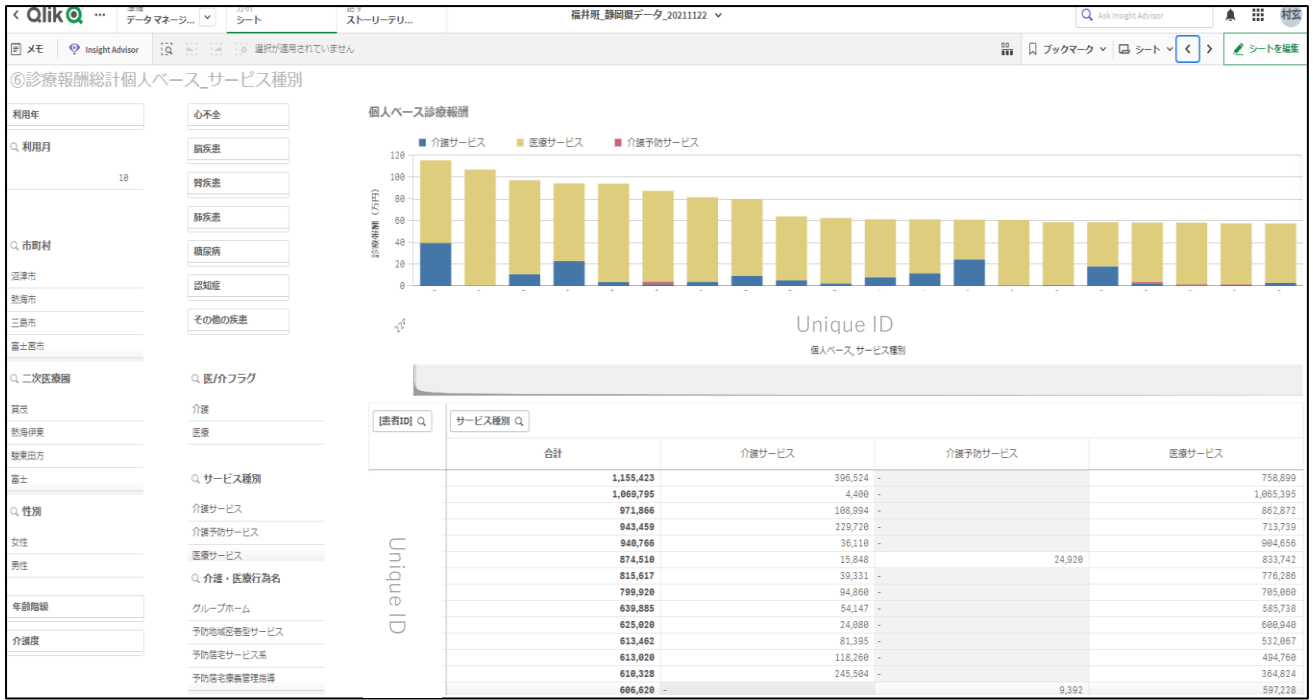 Qlik
データマネージ...
分析
シート
ストーリーテリ...
福井班_静岡県データ_20211122
Ask Insight Advisor
村玄
メモ
Insight Advisor
選択が適用されていません
ブックマーク
シート
シートを編集
⑥診療報酬総計個人ベース_サービス種別
利用年
利用月
10
市町村
沼津市
熱海市
三島市
富士宮市
二次医療圏
賀茂
熱海伊東
駿東田方
富士
性別
女性
男性
年齢階級
介護度
心不全
脳疾患
腎疾患
肺疾患
糖尿病
認知症
その他の疾患
医/介フラグ
介護
医療
サービス種別
介護サービス
介護予防サービス
医療サービス
介護・医療行為名
グループホーム
予防地域密着型サービス
予防居宅サービス系
予防居宅療養管理指導
個人ベース診療報酬
介護サービス 医療サービス 介護予防サービス
診療報酬 (万円)
120
100
80
60
40
20
0
226
Unique ID
個人ベース, サービス種別
[患者ID] サービス種別
合計 介護サービス 介護予防サービス 医療サービス
Unique ID
1,155,423 396,524 - 758,899
1,069,795 4,400 - 1,065,395
971,866 108,994 - 862,872
943,459 229,720 - 713,739
940,766 36,110 - 904,656
874,510 15,848 24,920 833,742
815,617 39,331 - 776,286
799,920 94,860 - 705,060
639,885 54,147 - 585,738
625,020 24,080 - 600,940
613,462 81,395 - 532,067
613,020 118,260 - 494,760
610,328 245,504 - 364,824
606,620 - 9,392 597,228